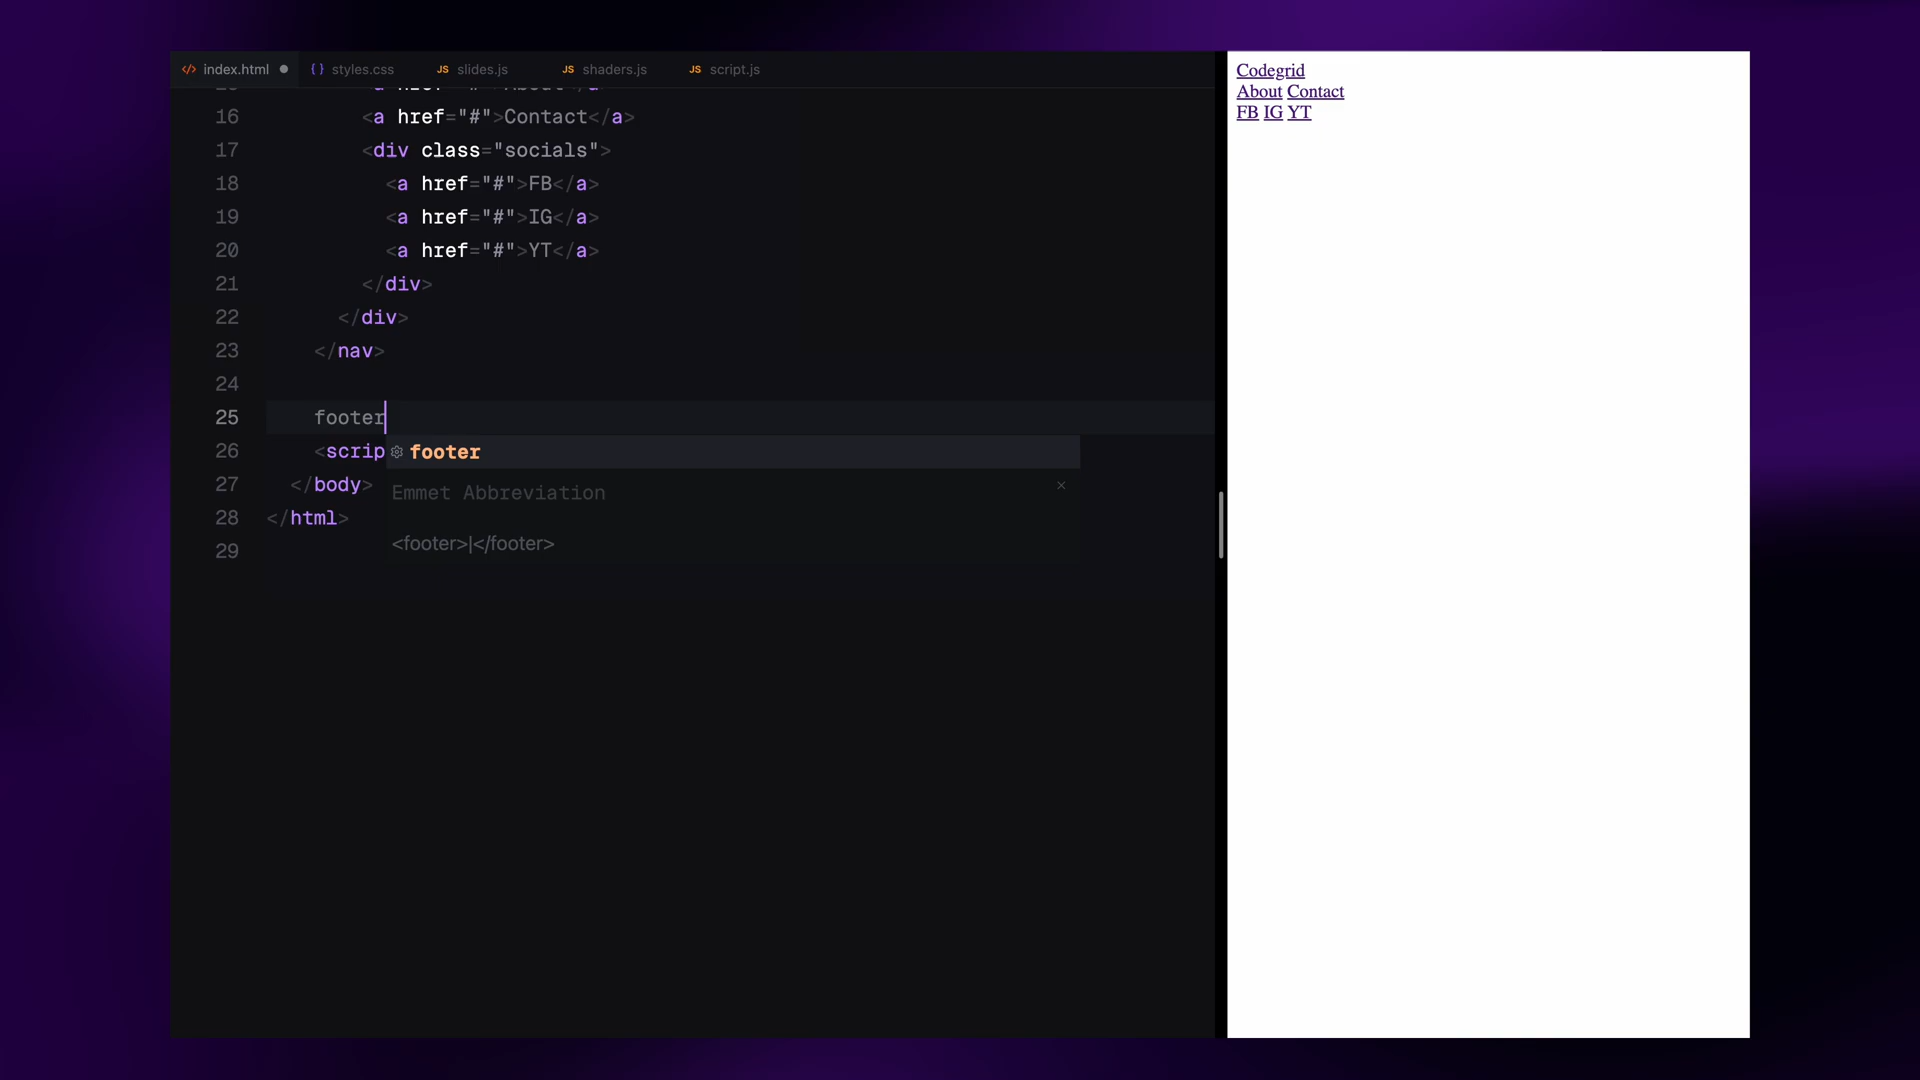 index.html
styles.css
JS slides.js
JS shaders.js
JS script.js
16 <a href="#">Contact</a>
17 <div class="socials">
18 <a href="#">FB</a>
19 <a href="#">IG</a>
20 <a href="#">YT</a>
21 </div>
22 </div>
23 </nav>
24
25 footer
26 <scrip
footer
27 </body>
Emmet Abbreviation
28 </html>
<footer>|</footer>
29
Codegrid
About Contact
FB IG YT